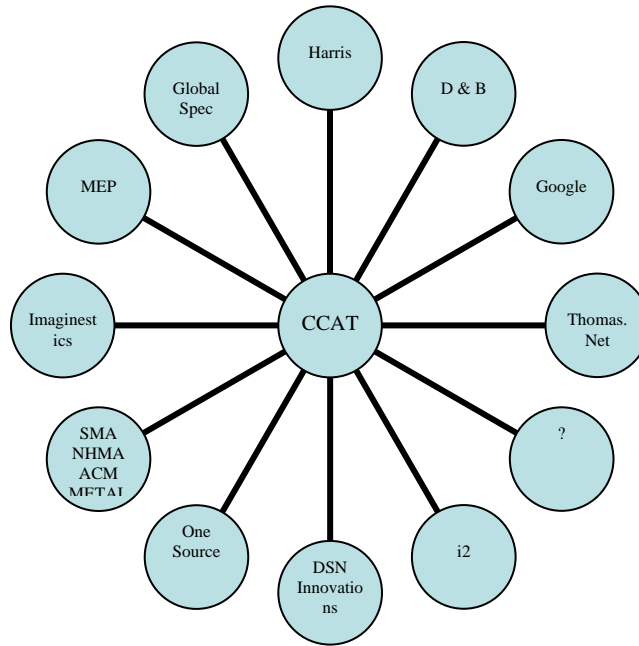 Harris
Global
Spec
D & B
MEP
Google
Imaginest
ics
CCAT
Thomas.
Net
SMA
NHMA
ACM
METAL
?
One
Source
DSN
Innovatio
ns
i2